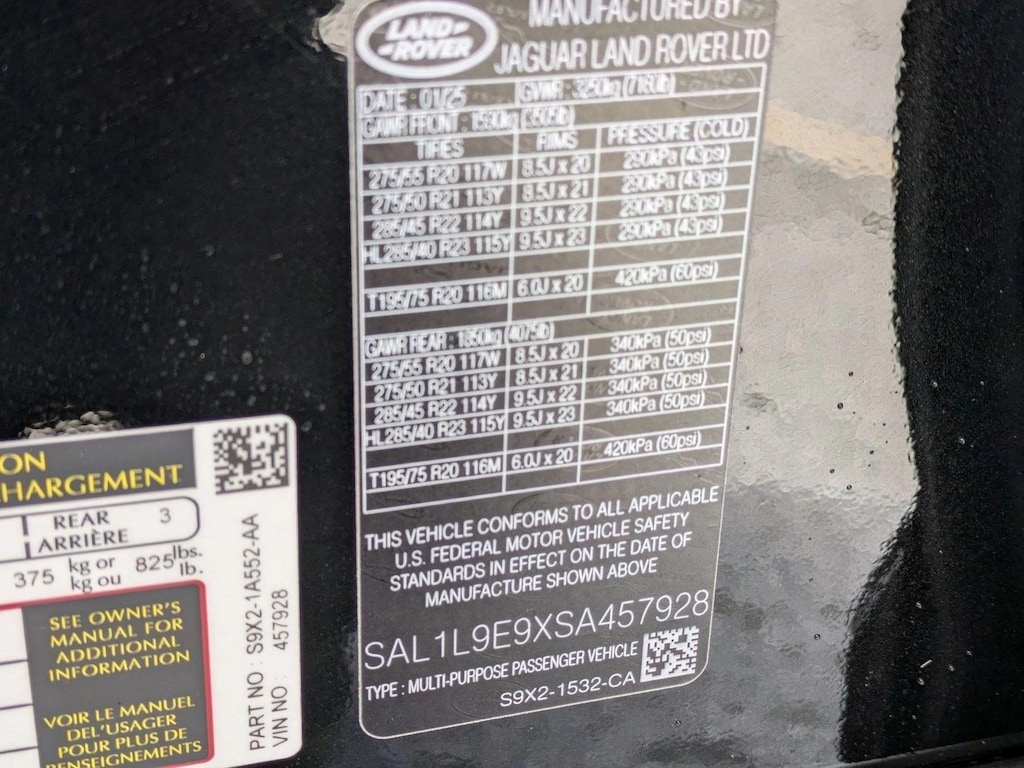 LAND
ROVER
MANUFACTURED BY
JAGUAR LAND ROVER LTD
DATE : 01/25 GVWR : 3250kg (7165lb)
GAWR FRONT : 1590kg (3505lb)
TIRES RIMS PRESSURE (COLD)
275/55 R20 117W 8.5J x 20 290kPa (43psi)
275/50 R21 113Y 8.5J x 21 290kPa (43psi)
285/45 R22 114Y 9.5J x 22 290kPa (43psi)
HL285/40 R23 115Y 9.5J x 23 290kPa (43psi)
T195/75 R20 116M 6.0J x 20 420kPa (60psi)
GAWR REAR : 1850kg (4075lb)
275/55 R20 117W 8.5J x 20 340kPa (50psi)
275/50 R21 113Y 8.5J x 21 340kPa (50psi)
285/45 R22 114Y 9.5J x 22 340kPa (50psi)
HL285/40 R23 115Y 9.5J x 23 340kPa (50psi)
T195/75 R20 116M 6.0J x 20 420kPa (60psi)
THIS VEHICLE CONFORMS TO ALL APPLICABLE
U.S. FEDERAL MOTOR VEHICLE SAFETY
STANDARDS IN EFFECT ON THE DATE OF
MANUFACTURE SHOWN ABOVE
SAL1L9E9XSA457928
TYPE : MULTI-PURPOSE PASSENGER VEHICLE
S9X2-1532-CA
ON
CHARGEMENT
REAR 3
ARRIÈRE
375 kg or 825 lbs.
kg ou lb.
SEE OWNER'S
MANUAL FOR
ADDITIONAL
INFORMATION
VOIR LE MANUEL
DEL'USAGER
POUR PLUS DE
RENSEIGNEMENTS
PART NO : S9X2-1A552-AA
VIN NO : 457928